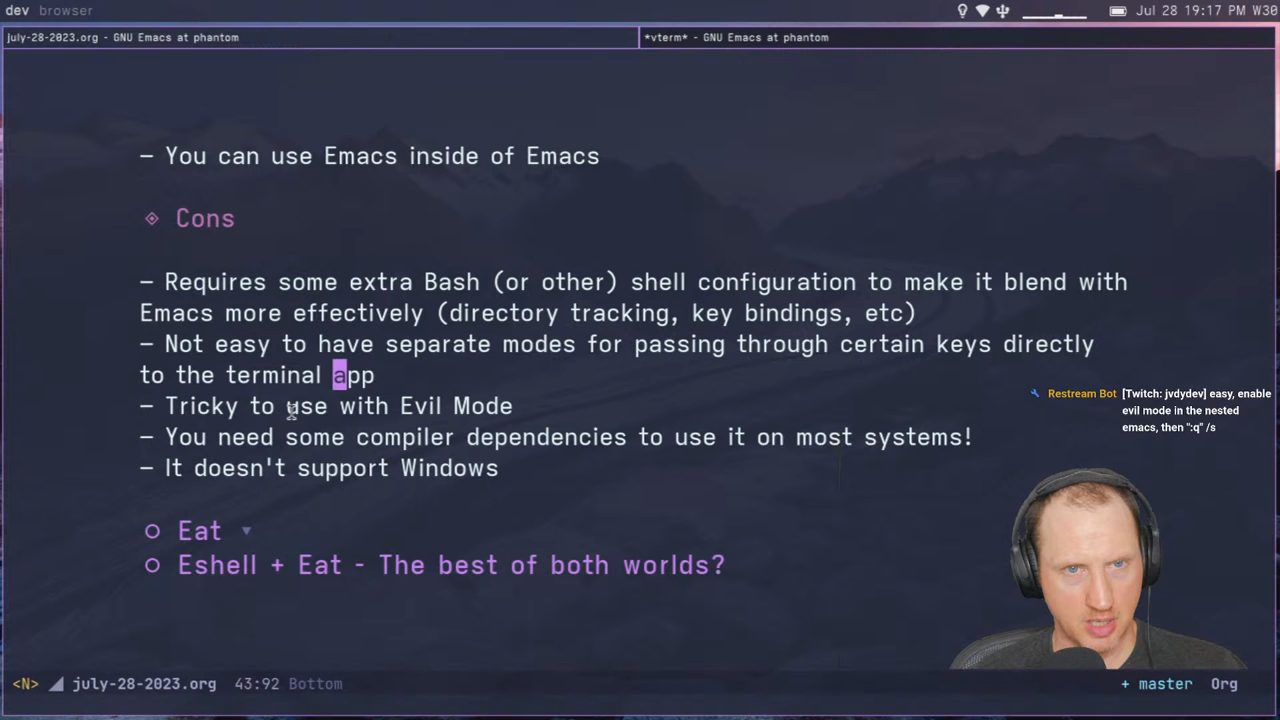 dev browser
Jul 28 19:17 PM W30
july-28-2023.org - GNU Emacs at phantom
*vterm* - GNU Emacs at phantom
– You can use Emacs inside of Emacs
Cons
– Requires some extra Bash (or other) shell configuration to make it blend with
Emacs more effectively (directory tracking, key bindings, etc)
– Not easy to have separate modes for passing through certain keys directly
to the terminal app
– Tricky to use with Evil Mode
– You need some compiler dependencies to use it on most systems!
– It doesn't support Windows
Restream Bot [Twitch: jvdydev] easy, enable
evil mode in the nested
emacs, then ":q" /s
Eat
Eshell + Eat - The best of both worlds?
<N> july-28-2023.org 43:92 Bottom
+ master Org